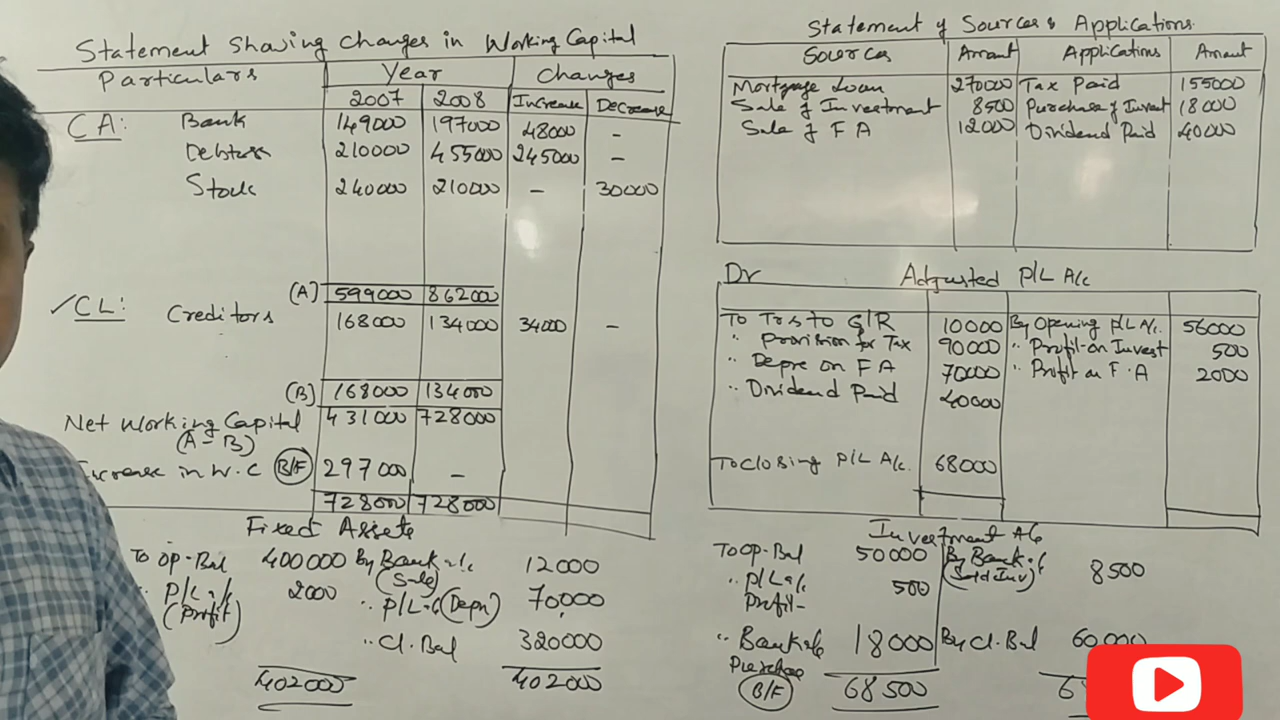 Statement Showing Changes in Working Capital
Particulars Year Changes
2007 2008 Increase Decrease
CA: Bank 149000 197000 48000 -
Debtors 210000 455000 245000 -
Stock 240000 210000 - 30000
(A) 599000 862000
✓CL: Creditors 168000 134000 34000 -
(B) 168000 134000
Net Working Capital 431000 728000
(A-B)
Increase in W.C B/F 297000 -
728000 728000
Fixed Assets
To op-Bal 400000 By Bank a/c 12000
(Sale)
" P/L a/c 2000 " P/L a/c (Depn) 70,000
(Profit)
" Cl. Bal 320000
402000 402000
Statement of Sources & Applications
Sources Amount Applications Amount
Mortgage Loan 270000 Tax Paid 155000
Sale of Investment 8500 Purchase of Invest 18000
Sale of F A 12000 Dividend Paid 40000
Dr Adjusted P/L A/c
To Trs to G/R 10000 By Opening P/L A/c. 56000
" Provision for Tax 90000 " Profit on Invest 500
" Depre on F A 70000 " Profit on F.A 2000
" Dividend Paid 40000
To closing P/L A/c. 68000
Investment A/c
To Op-Bal 50000 By Bank a/c 8500
(Sold Inv)
" P/L a/c 500
Profit-
" Bank a/c 18000 By Cl. Bal 60,000
Purchase
B/F 68500